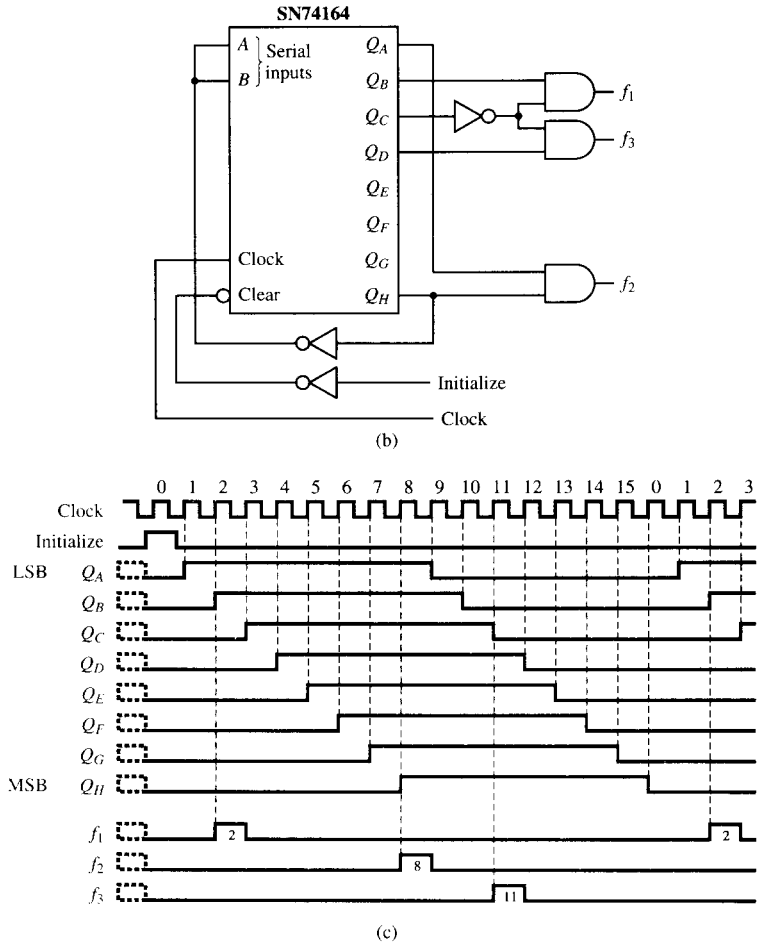 SN74164
A Serial QA
B inputs QB
f1
QC
f3
QD
QE
QF
Clock QG
Clear QH
f2
Initialize
Clock
(b)
0 1 2 3 4 5 6 7 8 9 10 11 12 13 14 15 0 1 2 3
Clock
Initialize
LSB QA
QB
QC
QD
QE
QF
QG
MSB QH
f1 2 2
f2 8
f3 11
(c)